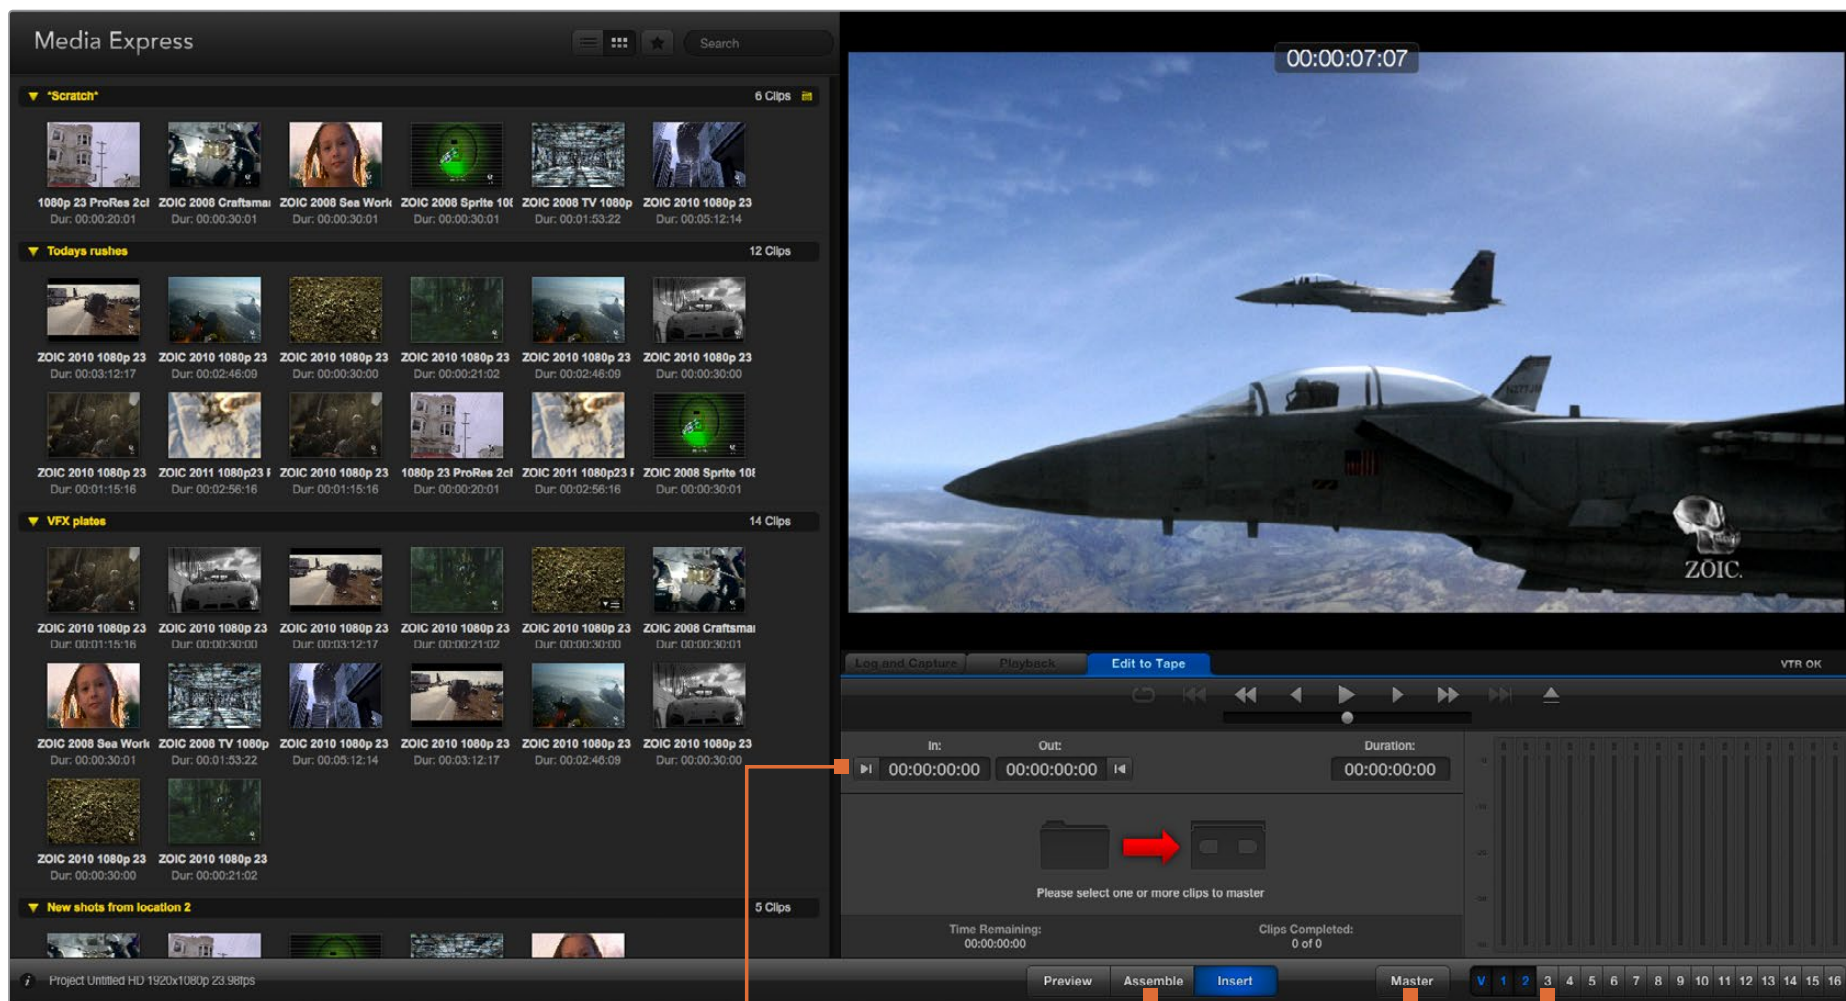 Media Express
Search
*Scratch*
6 Clips
1080p 23 ProRes 2cl ZOIC 2008 Craftsmar ZOIC 2008 Sea Work ZOIC 2008 Sprite 108 ZOIC 2008 TV 1080p ZOIC 2010 1080p 23
Dur: 00:00:20:01 Dur: 00:00:30:01 Dur: 00:00:30:01 Dur: 00:00:30:01 Dur: 00:01:53:22 Dur: 00:05:12:14
Todays rushes
12 Clips
ZOIC 2010 1080p 23 ZOIC 2010 1080p 23 ZOIC 2010 1080p 23 ZOIC 2010 1080p 23 ZOIC 2010 1080p 23 ZOIC 2010 1080p 23
Dur: 00:03:12:17 Dur: 00:02:46:09 Dur: 00:00:30:00 Dur: 00:00:21:02 Dur: 00:02:46:09 Dur: 00:00:30:00
ZOIC 2010 1080p 23 ZOIC 2011 1080p23 F ZOIC 2010 1080p 23 1080p 23 ProRes 2cl ZOIC 2011 1080p23 F ZOIC 2008 Sprite 108
Dur: 00:01:15:16 Dur: 00:02:56:16 Dur: 00:01:15:16 Dur: 00:00:20:01 Dur: 00:02:56:16 Dur: 00:00:30:01
VFX plates
14 Clips
ZOIC 2010 1080p 23 ZOIC 2010 1080p 23 ZOIC 2010 1080p 23 ZOIC 2010 1080p 23 ZOIC 2010 1080p 23 ZOIC 2008 Craftsmar
Dur: 00:01:15:16 Dur: 00:00:30:00 Dur: 00:03:12:17 Dur: 00:00:21:02 Dur: 00:00:30:00 Dur: 00:00:30:01
ZOIC 2008 Sea Work ZOIC 2008 TV 1080p ZOIC 2010 1080p 23 ZOIC 2010 1080p 23 ZOIC 2010 1080p 23 ZOIC 2010 1080p 23
Dur: 00:00:30:01 Dur: 00:01:53:22 Dur: 00:05:12:14 Dur: 00:03:12:17 Dur: 00:02:46:09 Dur: 00:00:30:00
ZOIC 2010 1080p 23 ZOIC 2010 1080p 23
Dur: 00:00:30:00 Dur: 00:00:21:02
New shots from location 2
5 Clips
Project Untitled HD 1920x1080p 23.98fps
00:00:07:07
ZOIC.
Log and Capture Playback Edit to Tape
VTR OK
In: Out: Duration:
00:00:00:00 00:00:00:00 00:00:00:00
Please select one or more clips to master
Time Remaining: Clips Completed:
00:00:00:00 0 of 0
Preview Assemble Insert Master V 1 2 3 4 5 6 7 8 9 10 11 12 13 14 15 16